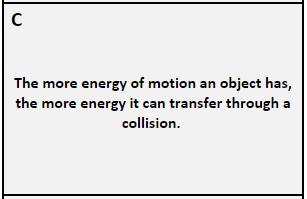 C
The more energy of motion an object has,
the more energy it can transfer through a
collision.